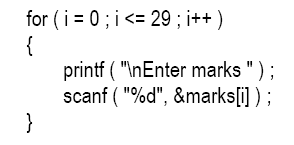 for ( i = 0 ; i <= 29 ; i++ )
{
printf ( "\nEnter marks " ) ;
scanf ( "%d", &marks[i] ) ;
}